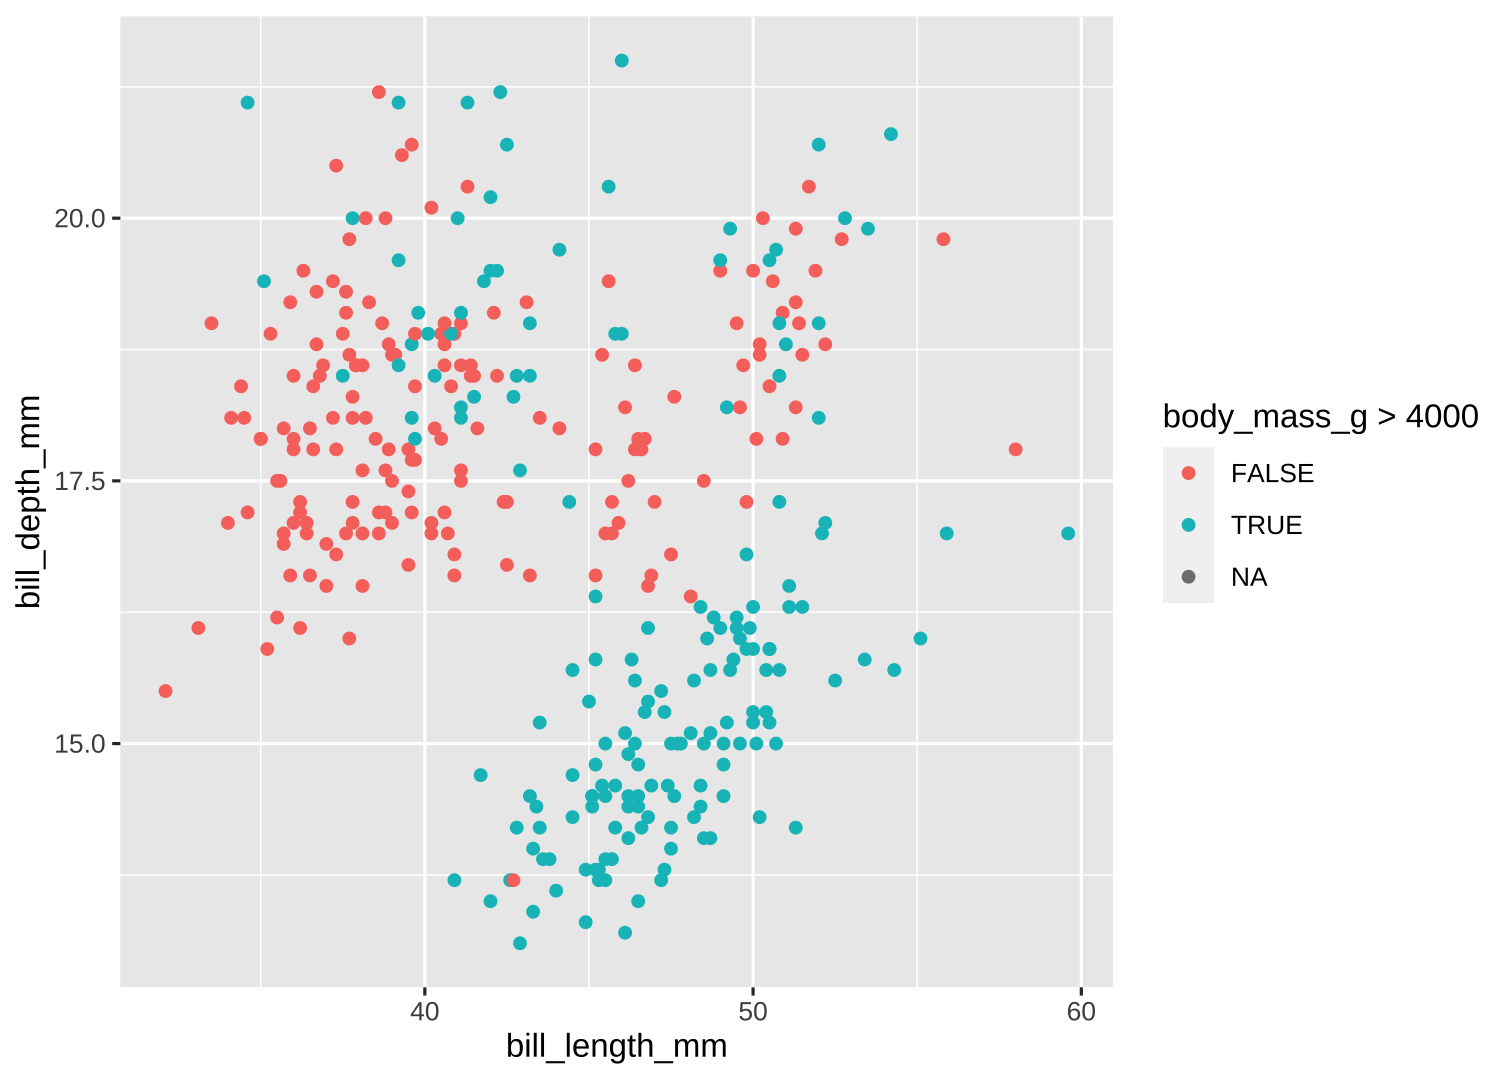 20.0
17.5
15.0
bill_depth_mm
40
50
60
bill_length_mm
body_mass_g > 4000
FALSE
TRUE
NA